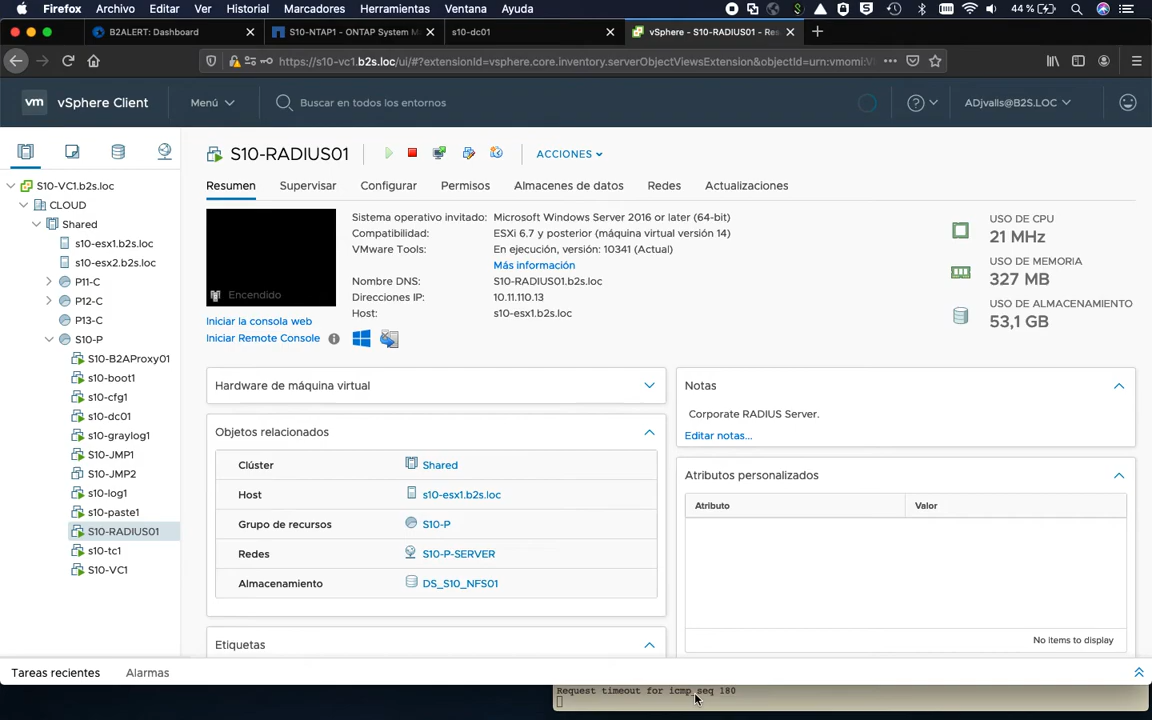 Firefox Archivo Editar Ver Historial Marcadores Herramientas Ventana Ayuda 44 %
B2ALERT: Dashboard
S10-NTAP1 - ONTAP System M
s10-dc01
vSphere - S10-RADIUS01 - Res
https://s10-vc1.b2s.loc/ui/#?extensionId=vsphere.core.inventory.serverObjectViewsExtension&objectId=urn:vmomi:V
vm vSphere Client Menú Buscar en todos los entornos ADjvalls@B2S.LOC
S10-RADIUS01 ACCIONES
Resumen Supervisar Configurar Permisos Almacenes de datos Redes Actualizaciones
S10-VC1.b2s.loc
CLOUD
Shared
s10-esx1.b2s.loc
s10-esx2.b2s.loc
P11-C
P12-C
P13-C
S10-P
S10-B2AProxy01
s10-boot1
s10-cfg1
s10-dc01
s10-graylog1
S10-JMP1
S10-JMP2
s10-log1
s10-paste1
S10-RADIUS01
s10-tc1
S10-VC1
Encendido
Iniciar la consola web
Iniciar Remote Console
Sistema operativo invitado: Microsoft Windows Server 2016 or later (64-bit)
Compatibilidad: ESXi 6.7 y posterior (máquina virtual versión 14)
VMware Tools: En ejecución, versión: 10341 (Actual)
Más información
Nombre DNS: S10-RADIUS01.b2s.loc
Direcciones IP: 10.11.110.13
Host: s10-esx1.b2s.loc
USO DE CPU
21 MHz
USO DE MEMORIA
327 MB
USO DE ALMACENAMIENTO
53,1 GB
Hardware de máquina virtual
Objetos relacionados
Clúster Shared
Host s10-esx1.b2s.loc
Grupo de recursos S10-P
Redes S10-P-SERVER
Almacenamiento DS_S10_NFS01
Etiquetas
Notas
Corporate RADIUS Server.
Editar notas...
Atributos personalizados
Atributo Valor
No items to display
Tareas recientes Alarmas
Request timeout for icmp_seq 180